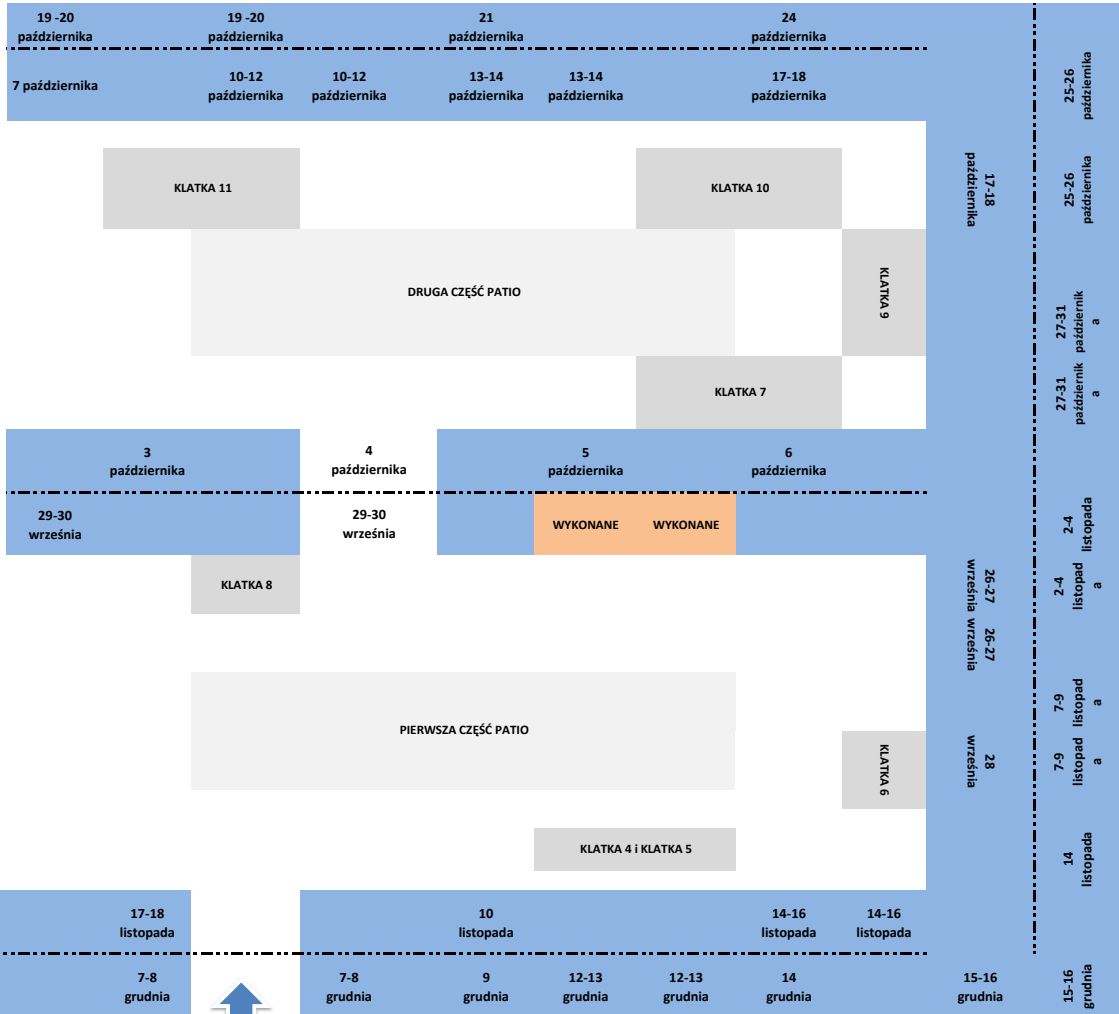 19 -20
października
19 -20
października
21
października
24
października
7 października
10-12
października
10-12
października
13-14
października
13-14
października
17-18
października
25-26
października
KLATKA 11
KLATKA 10
17-18
października
25-26
października
DRUGA CZĘŚĆ PATIO
KLATKA 9
27-31
październik
a
KLATKA 7
27-31
październik
a
3
października
4
października
5
października
6
października
29-30
września
29-30
września
WYKONANE
WYKONANE
2-4
listopada
KLATKA 8
26-27
września
2-4
listopad
a
26-27
września
PIERWSZA CZĘŚĆ PATIO
7-9
listopad
a
KLATKA 6
28
września
7-9
listopad
a
KLATKA 4 i KLATKA 5
14
listopada
17-18
listopada
10
listopada
14-16
listopada
14-16
listopada
7-8
grudnia
7-8
grudnia
9
grudnia
12-13
grudnia
12-13
grudnia
14
grudnia
15-16
grudnia
15-16
grudnia